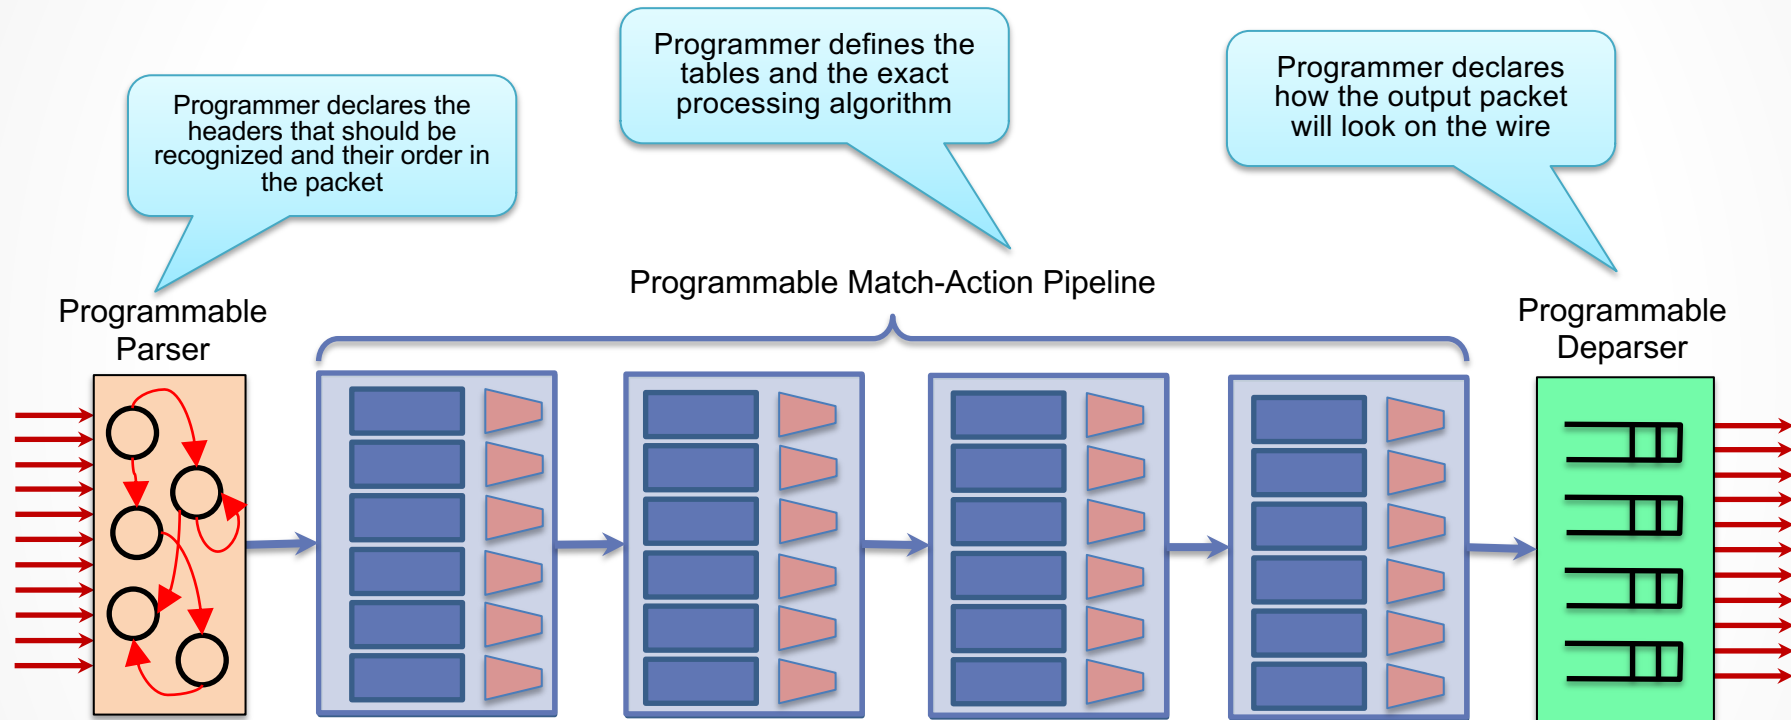 Programmer declares the
headers that should be
recognized and their order in
the packet
Programmer defines the
tables and the exact
processing algorithm
Programmer declares
how the output packet
will look on the wire
Programmable Match-Action Pipeline
Programmable
Parser
Programmable
Deparser